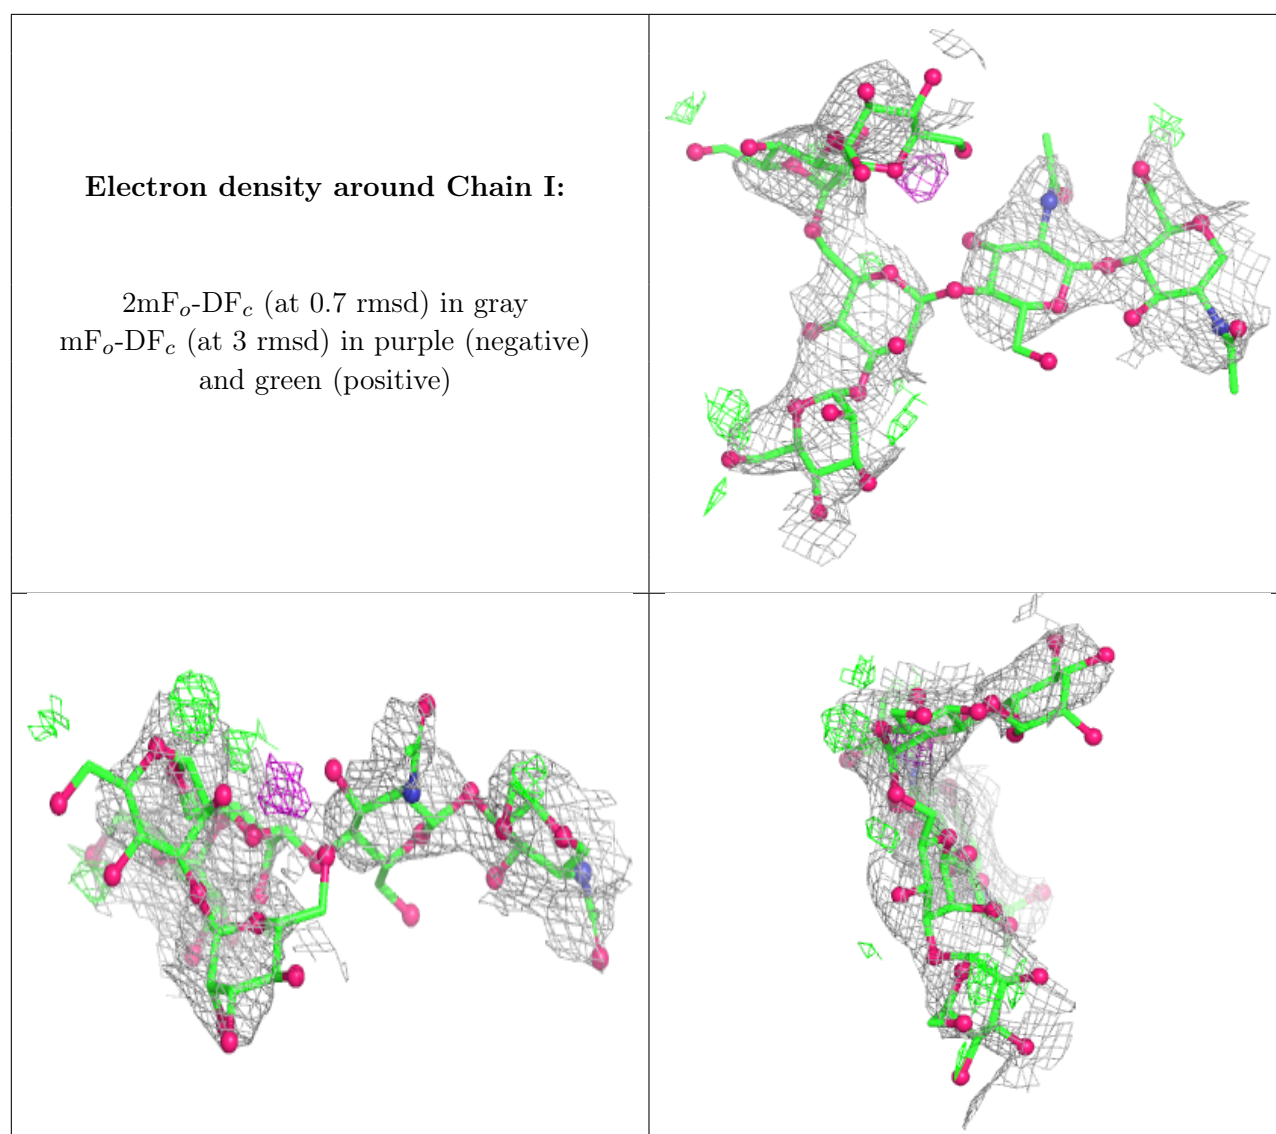 Electron density around Chain I:
2mFo-DFc (at 0.7 rmsd) in gray
mFo-DFc (at 3 rmsd) in purple (negative)
and green (positive)